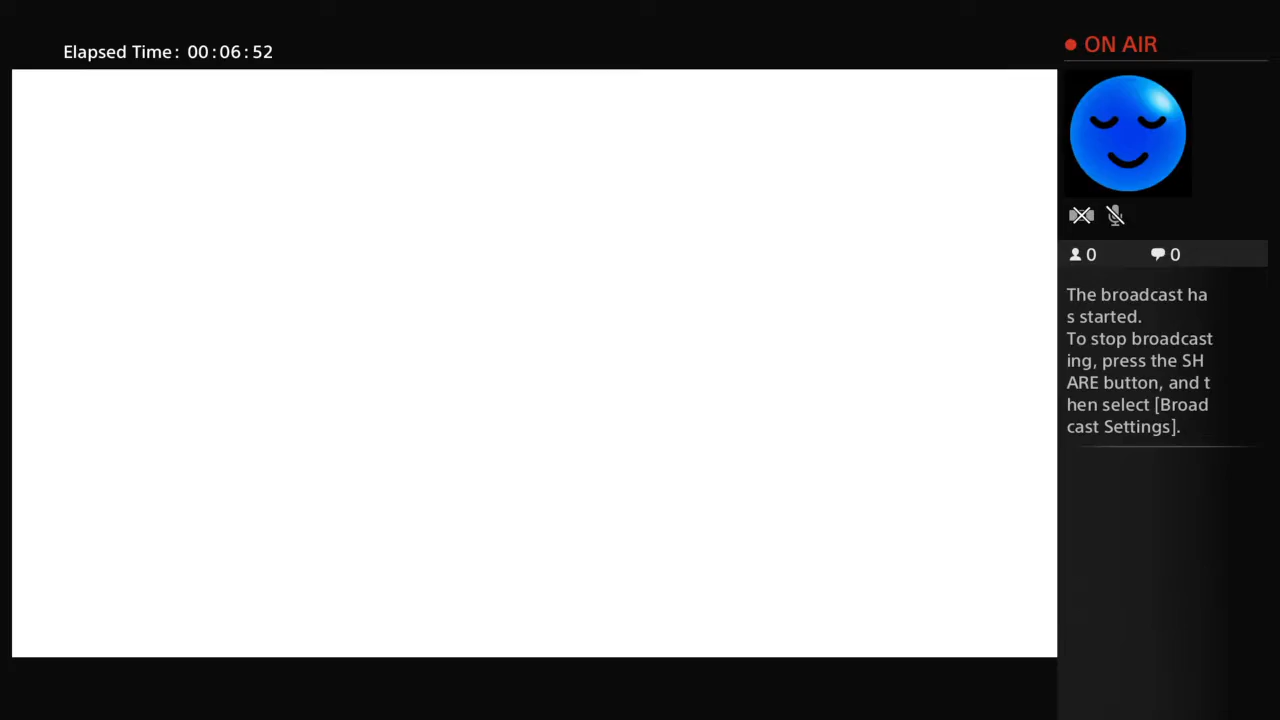 Elapsed Time: 00:06:52
ON AIR
0 0
The broadcast ha
s started.
To stop broadcast
ing, press the SH
ARE button, and t
hen select [Broad
cast Settings].